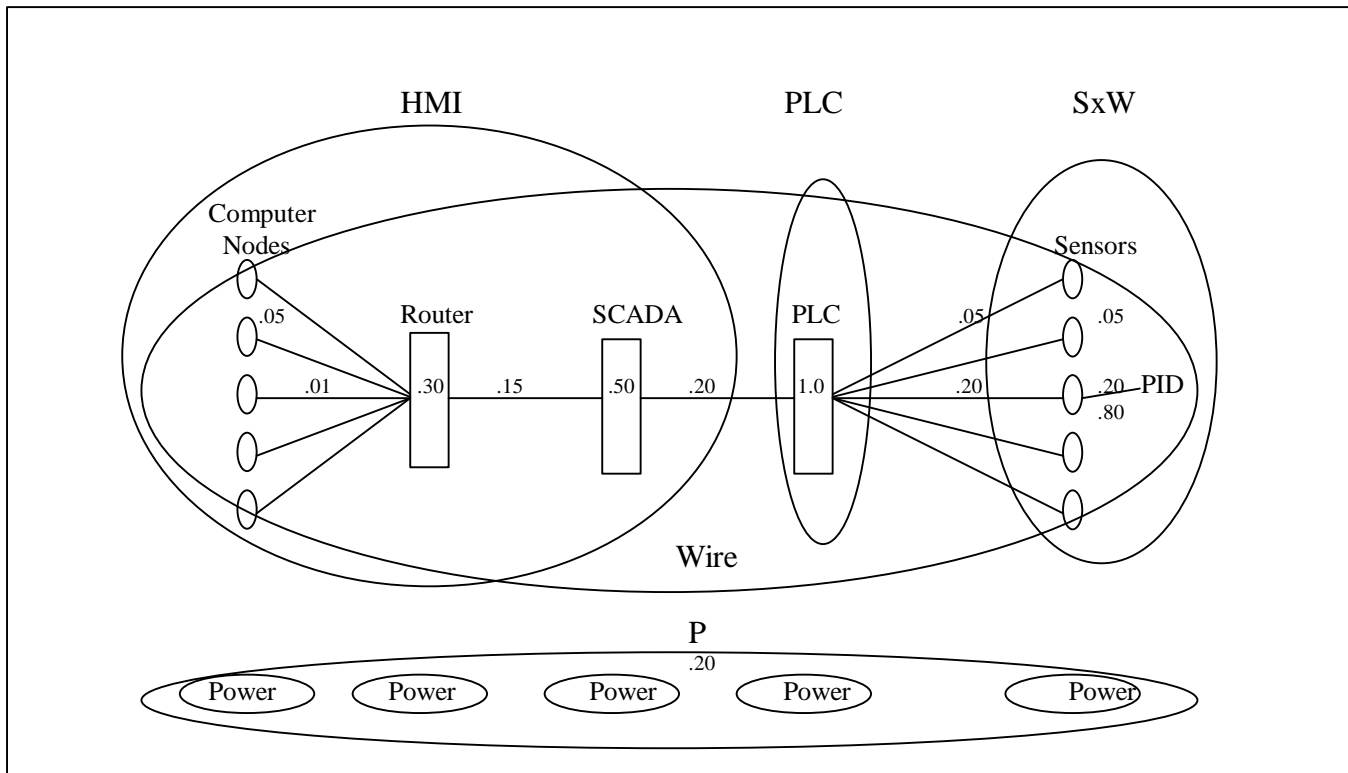 HMI
PLC
SxW
Computer
Nodes
Sensors
Router
SCADA
PLC
.05
.05
.05
.01
.30
.15
.50
.20
1.0
.20
.20
PID
.80
Wire
P
.20
Power
Power
Power
Power
Power